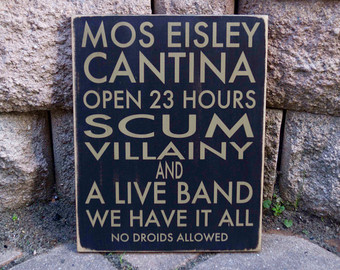 MOS EISLEY
CANTINA
OPEN 23 HOURS
SCUM
VILLAINY
AND
A LIVE BAND
WE HAVE IT ALL
NO DROIDS ALLOWED